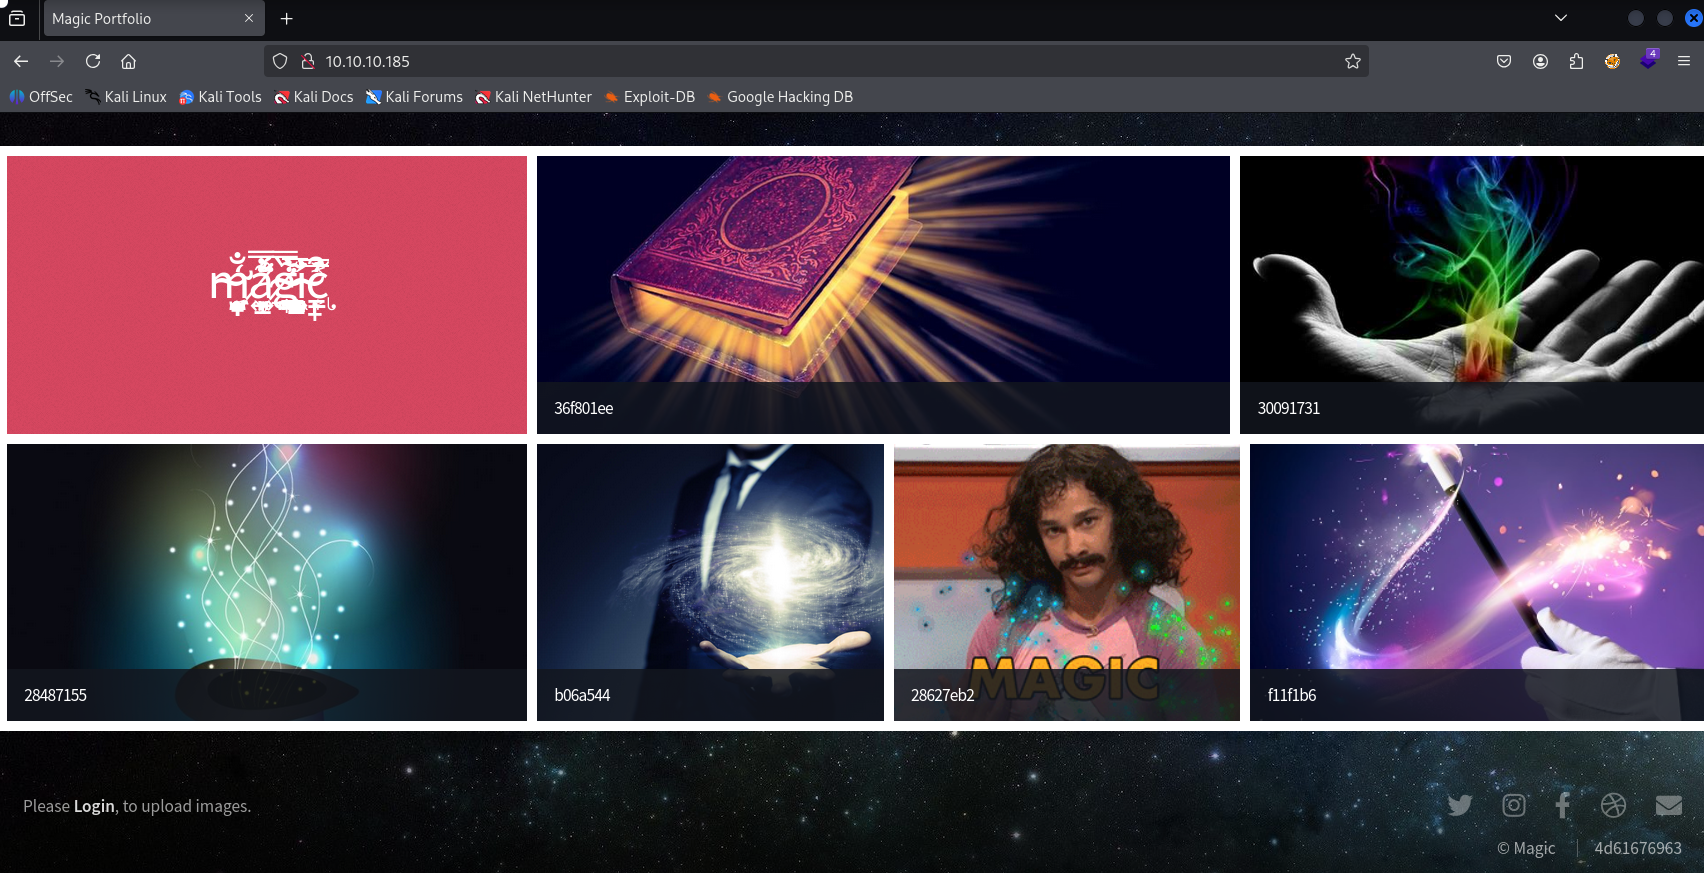 Magic Portfolio
10.10.10.185
4
OffSec Kali Linux Kali Tools Kali Docs Kali Forums Kali NetHunter Exploit-DB Google Hacking DB
36f801ee
30091731
28487155
b06a544
MAGIC
28627eb2
f11f1b6
Please Login, to upload images.
© Magic 4d61676963